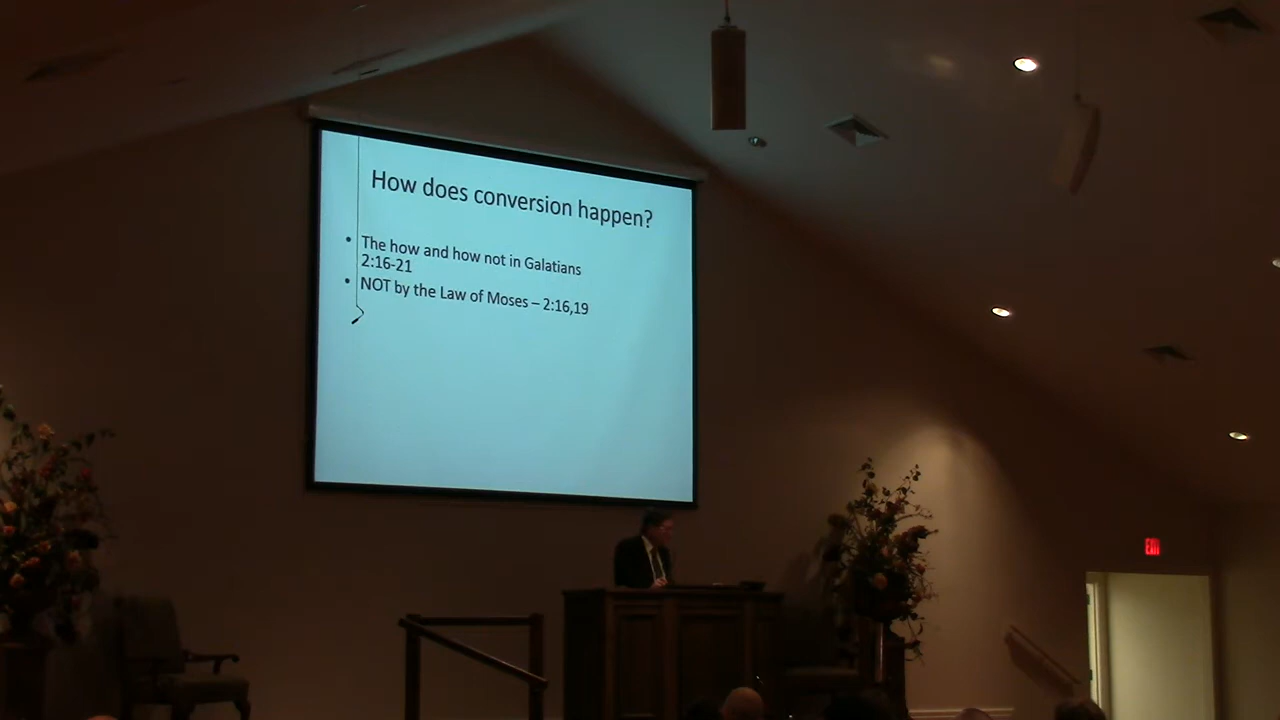 How does conversion happen?
• The how and how not in Galatians
2:16-21
• NOT by the Law of Moses – 2:16,19
EXIT